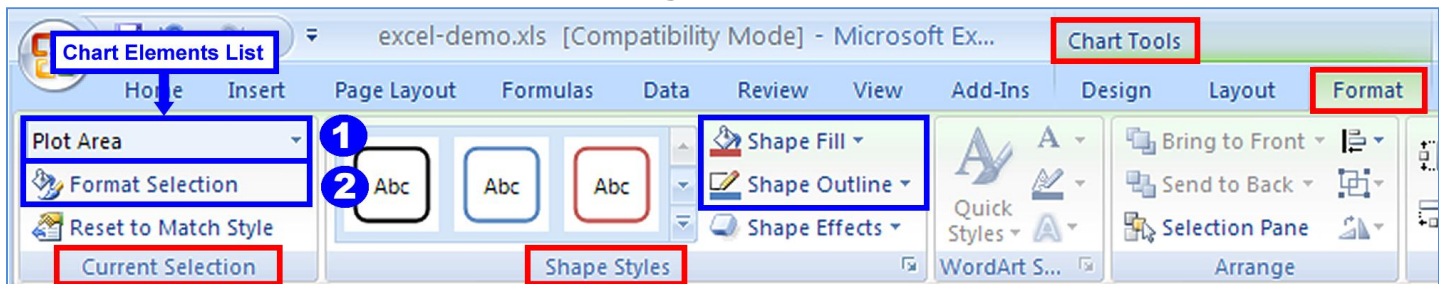 excel-demo.xls [Compatibility Mode] - Microsoft Ex...
Chart Tools
Chart Elements List
Home Insert Page Layout Formulas Data Review View Add-Ins Design Layout Format
Plot Area
1
Format Selection
2
Reset to Match Style
Current Selection
Abc Abc Abc
Shape Fill
Shape Outline
Shape Effects
Shape Styles
A A
Quick
Styles A
WordArt S...
Bring to Front
Send to Back
Selection Pane
Arrange